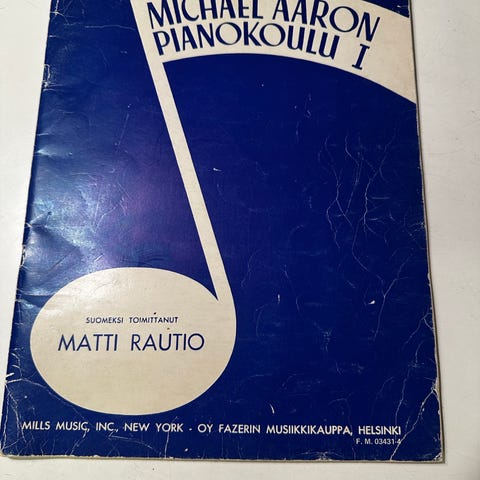 MICHAEL AARON
PIANOKOULU I
SUOMEKSI TOIMITTANUT
MATTI RAUTIO
MILLS MUSIC, INC., NEW YORK - OY FAZERIN MUSIIKKIKAUPPA, HELSINKI
F. M. 03431-4